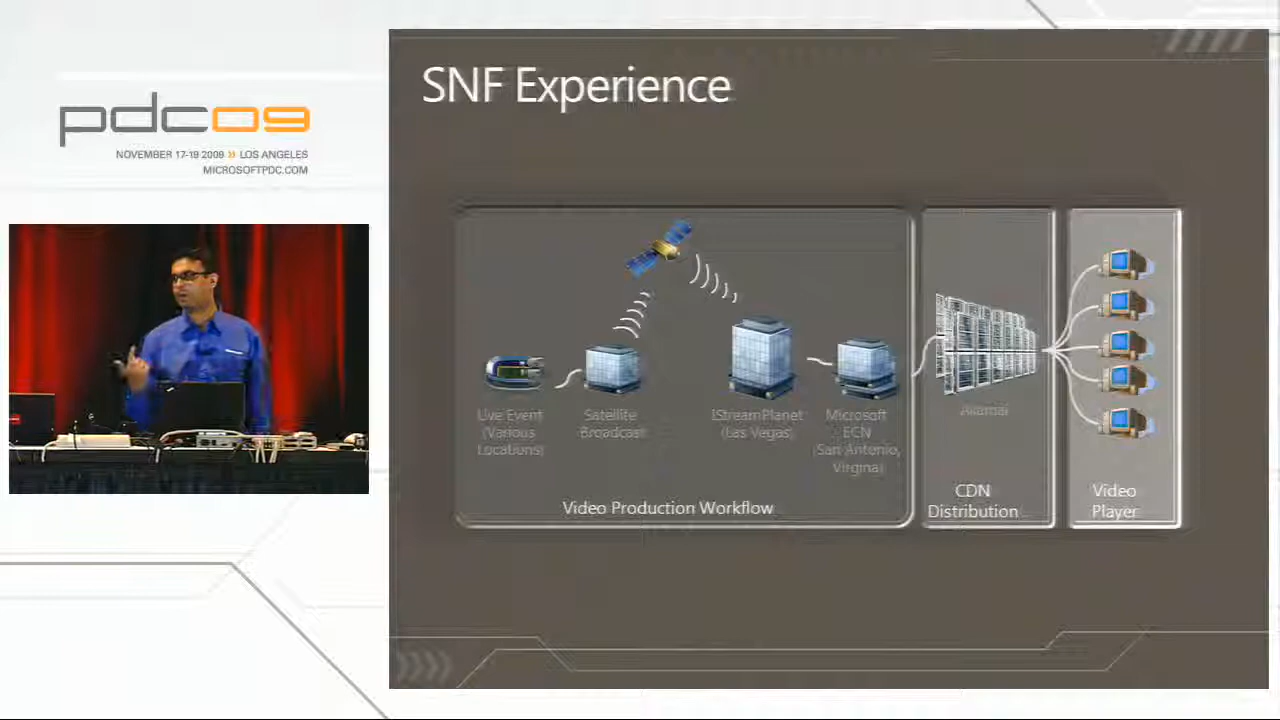 pdc09
NOVEMBER 17-19 2009 » LOS ANGELES
MICROSOFTPDC.COM
SNF Experience
Live Event
(Various
Locations)
Satellite
Broadcast
iStreamPlanet
(Las Vegas)
Microsoft
ECN
(San Antonio,
Virgina)
Akamai
Video Production Workflow
CDN
Distribution
Video
Player